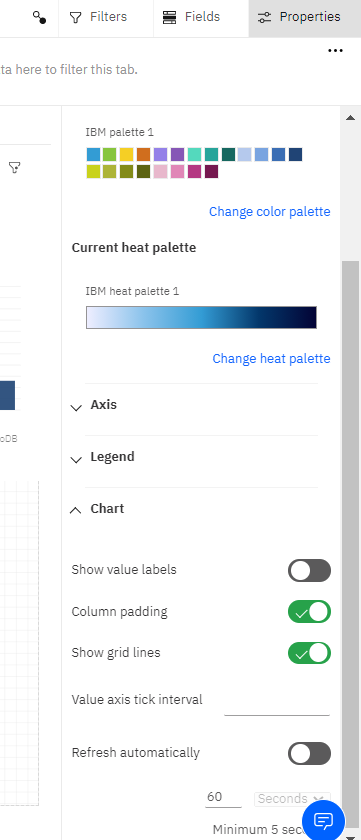 Filters
Fields
Properties
ta here to filter this tab.
IBM palette 1
Change color palette
Current heat palette
IBM heat palette 1
Change heat palette
Axis
oDB
Legend
Chart
Show value labels
Column padding
Show grid lines
Value axis tick interval
Refresh automatically
60
Seconds
Minimum 5 seco